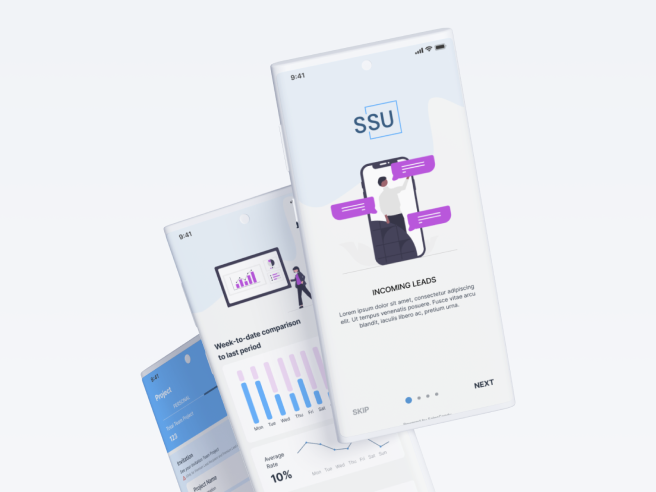 9:41
SSU
INCOMING LEADS
Lorem ipsum dolor sit amet, consectetur adipiscing
elit. Ut tempus venenatis posuere. Fusce vitae arcu
blandit, iaculis libero ac, pretium urna.
SKIP
NEXT
9:41
Week-to-date comparison
to last period
Mon Tue Wed Thu Fri Sat
Average
Rate
10%
Mon Tue Wed Thu Fri Sat Sun
9:41
Project
123
Invitation
Project Name